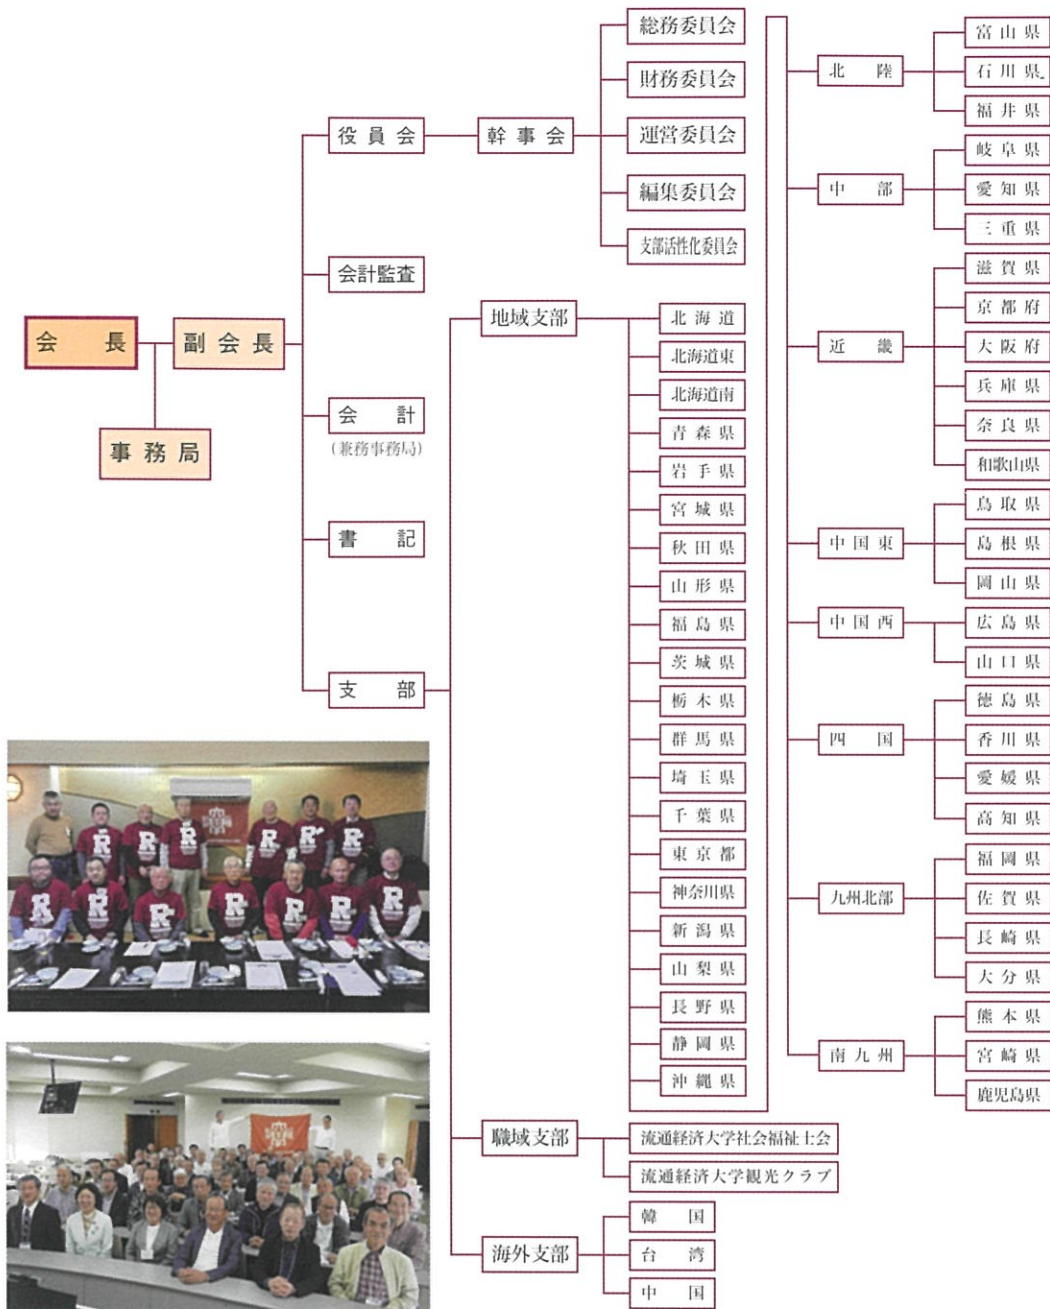 会長
副会長
事務局
役員会
会計監査
会計
(兼務事務局)
書記
支部
幹事会
総務委員会
財務委員会
運営委員会
編集委員会
支部活性化委員会
地域支部
北海道
北海道東
北海道南
青森県
岩手県
宮城県
秋田県
山形県
福島県
茨城県
栃木県
群馬県
埼玉県
千葉県
東京都
神奈川県
新潟県
山梨県
長野県
静岡県
沖縄県
北陸
富山県
石川県
福井県
中部
岐阜県
愛知県
三重県
近畿
滋賀県
京都府
大阪府
兵庫県
奈良県
和歌山県
中国東
鳥取県
島根県
岡山県
中国西
広島県
山口県
四国
徳島県
香川県
愛媛県
高知県
九州北部
福岡県
佐賀県
長崎県
大分県
南九州
熊本県
宮崎県
鹿児島県
職域支部
流通経済大学社会福祉士会
流通経済大学観光クラブ
海外支部
韓国
台湾
中国
R
R
R
R
R
R
R
R
R
R
R
R
R